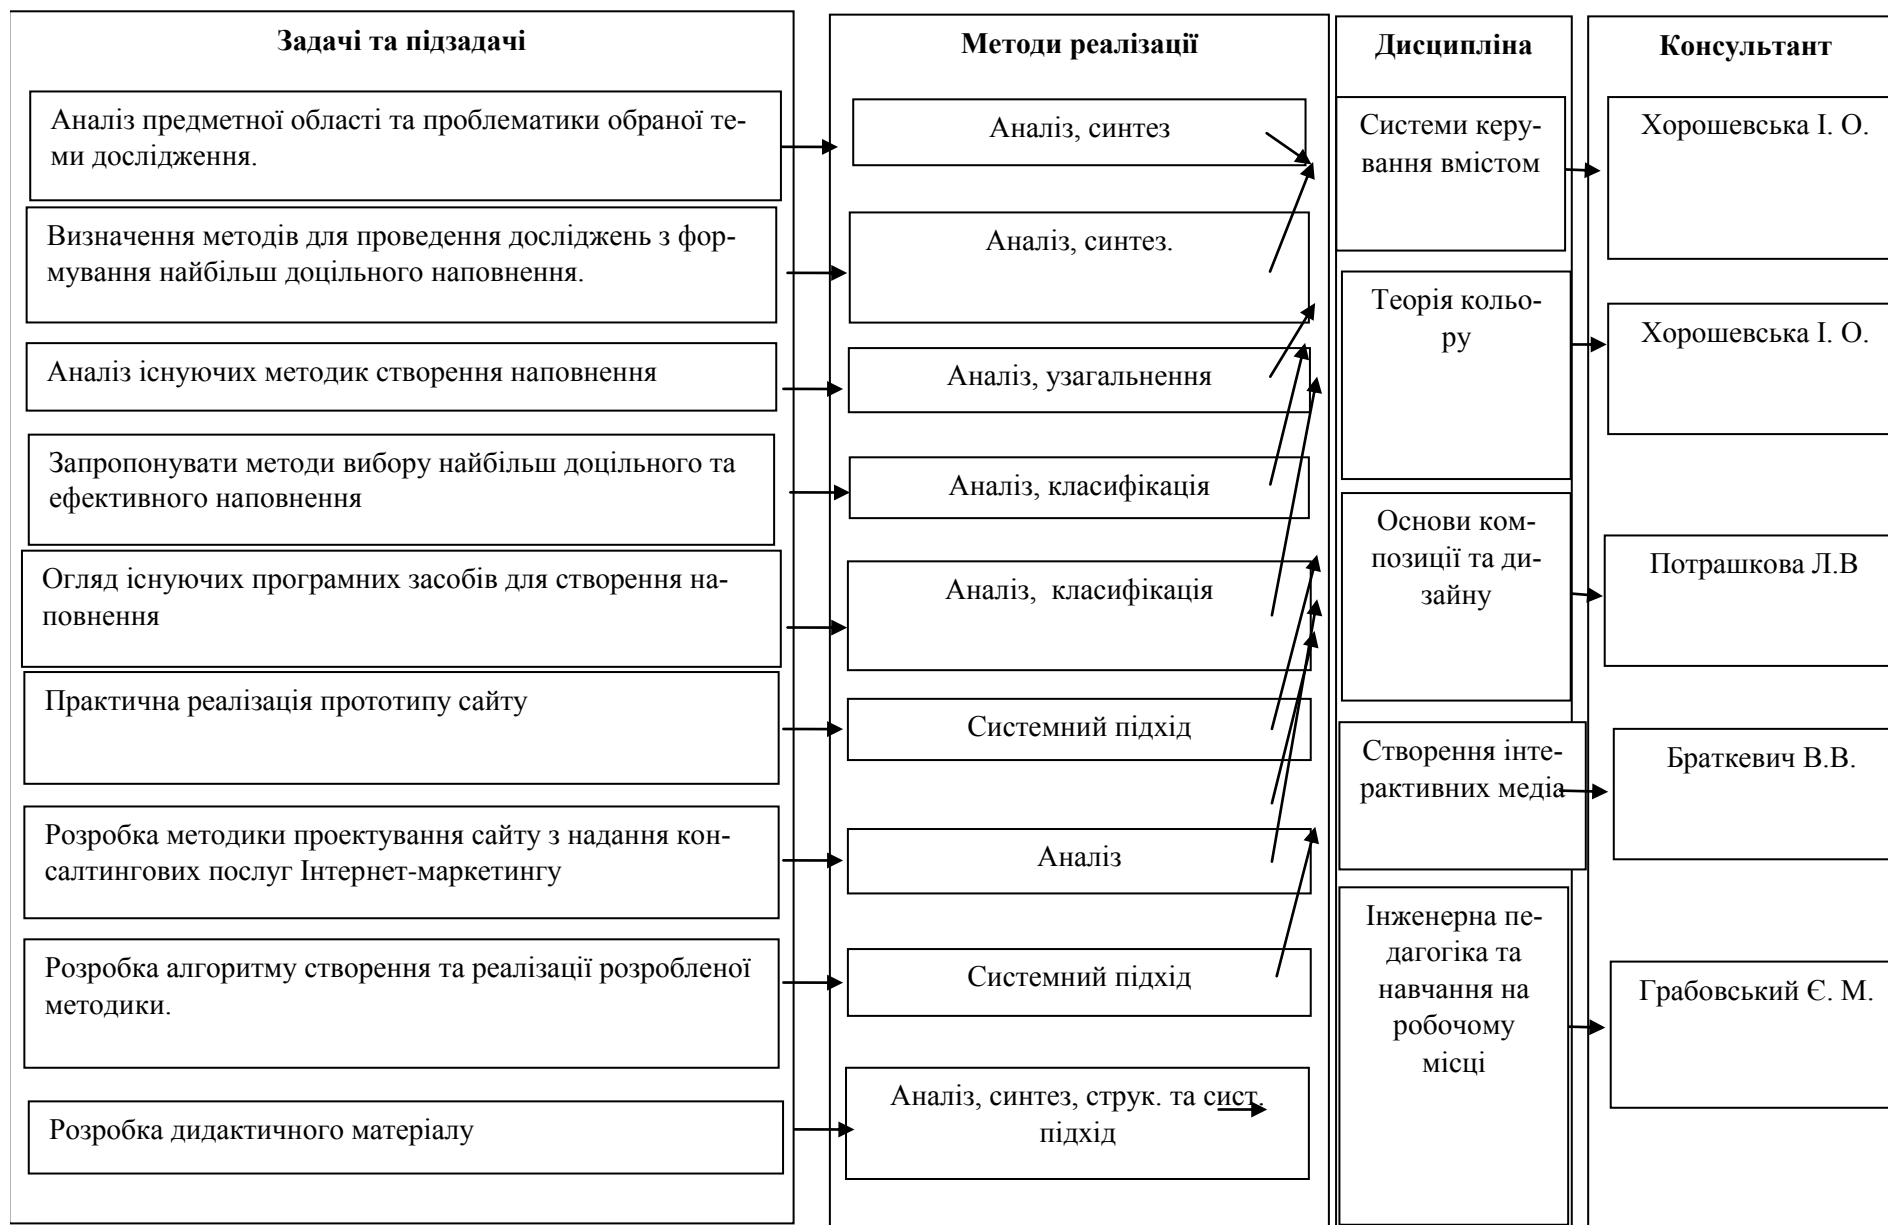 Задачі та підзадачі
Аналіз предметної області та проблематики обраної те-
ми дослідження.
Визначення методів для проведення досліджень з фор-
мування найбільш доцільного наповнення.
Аналіз існуючих методик створення наповнення
Запропонувати методи вибору найбільш доцільного та
ефективного наповнення
Огляд існуючих програмних засобів для створення на-
повнення
Практична реалізація прототипу сайту
Розробка методики проектування сайту з надання кон-
салтингових послуг Інтернет-маркетингу
Розробка алгоритму створення та реалізації розробленої
методики.
Розробка дидактичного матеріалу
Методи реалізації
Аналіз, синтез
Аналіз, синтез.
Аналіз, узагальнення
Аналіз, класифікація
Аналіз, класифікація
Системний підхід
Аналіз
Системний підхід
Аналіз, синтез, струк. та сист.
підхід
Дисципліна
Системи керу-
вання вмістом
Теорія кольо-
ру
Основи ком-
позиції та ди-
зайну
Створення інте-
рактивних медіа
Інженерна пе-
дагогіка та
навчання на
робочому
місці
Консультант
Хорошевська І. О.
Хорошевська І. О.
Потрашкова Л.В
Браткевич В.В.
Грабовський Є. М.